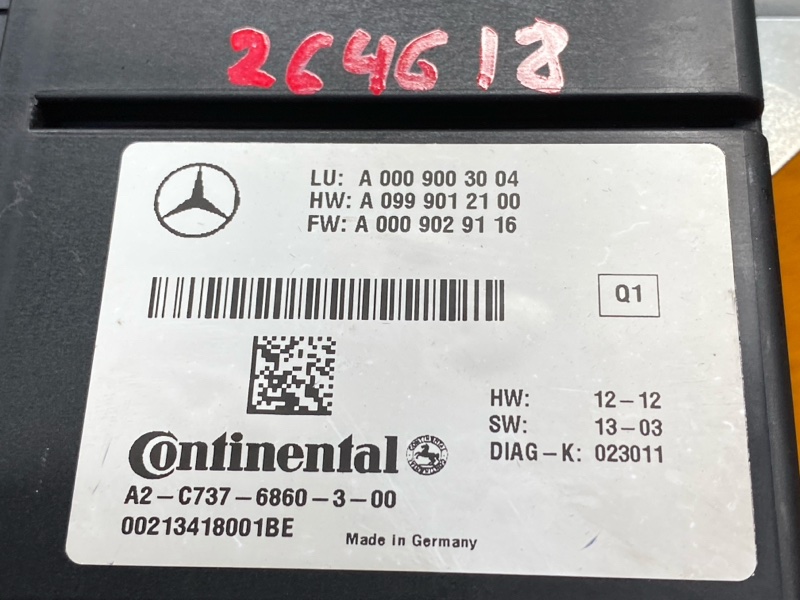 264618
LU: A 000 900 30 04
HW: A 099 901 21 00
FW: A 000 902 91 16
Q1
HW: 12-12
SW: 13-03
DIAG-K: 023011
Continental
A2-C737-6860-3-00
00213418001BE
Made in Germany